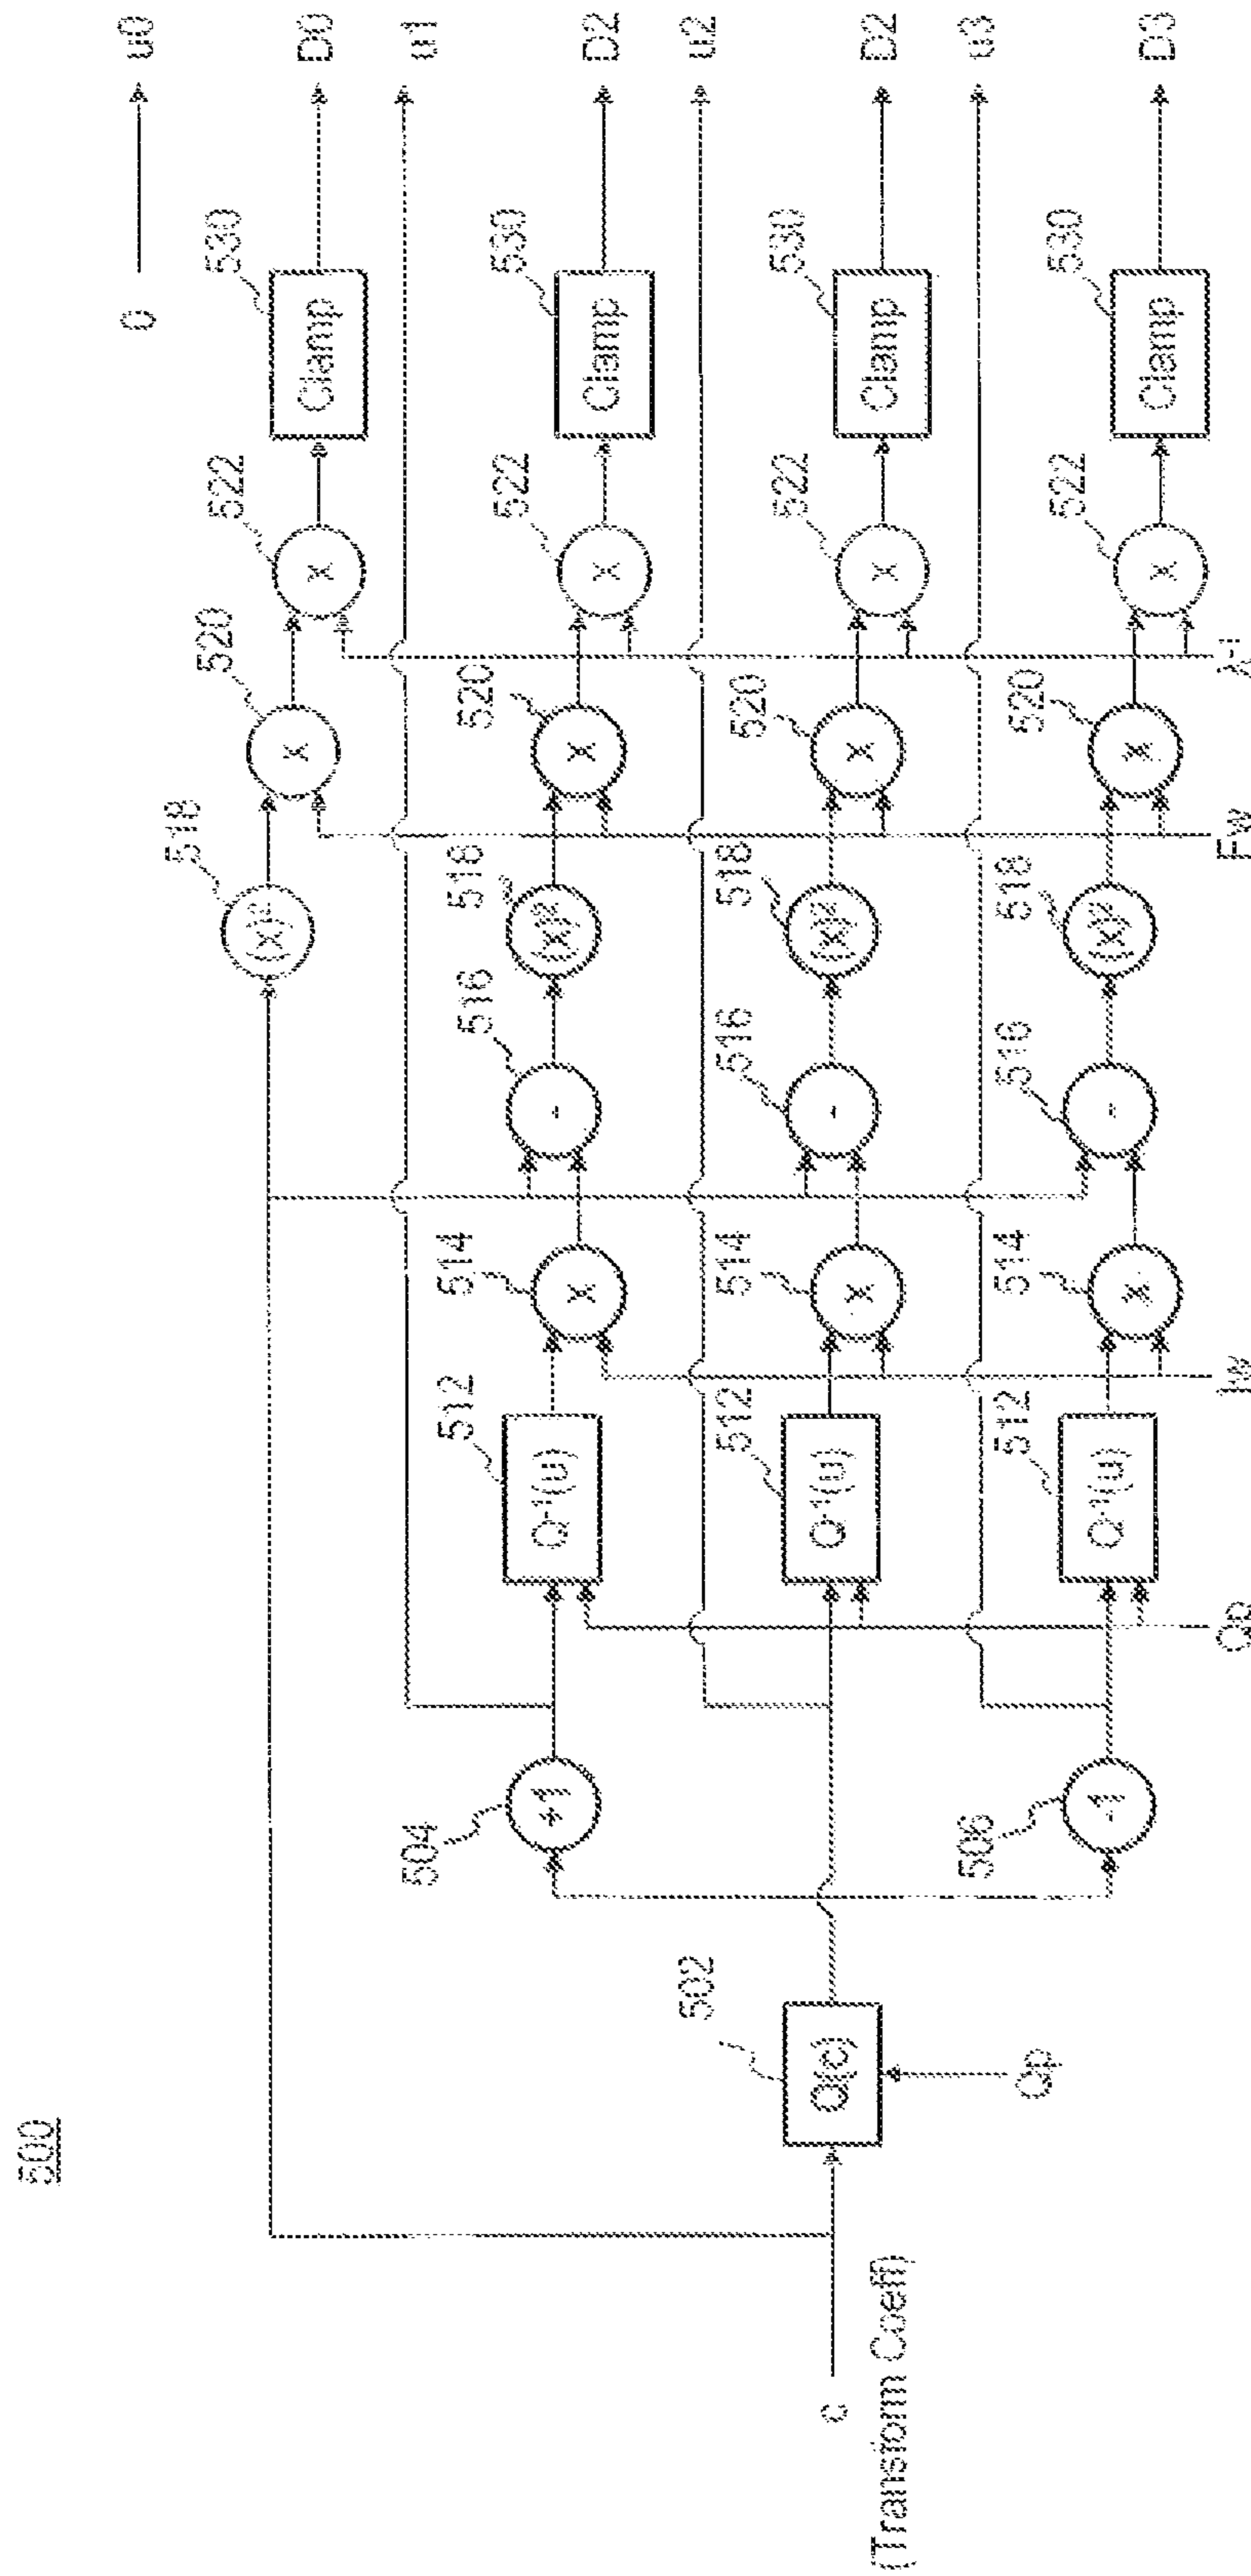 500
0
u0
518
520
522
530
(x)²
x
x
Clamp
D0
u1
504
512
514
516
518
520
522
530
+1
Q⁻¹(u)
x
-
(x)²
x
x
Clamp
D2
u2
c
(Transform Coeff)
502
Q(c)
Qp
512
514
516
518
520
522
530
Q⁻¹(u)
x
-
(x)²
x
x
Clamp
D2
u3
506
512
514
516
518
520
522
530
-1
Q⁻¹(u)
x
-
(x)²
x
x
Clamp
D3
Qp
Iw
Fw